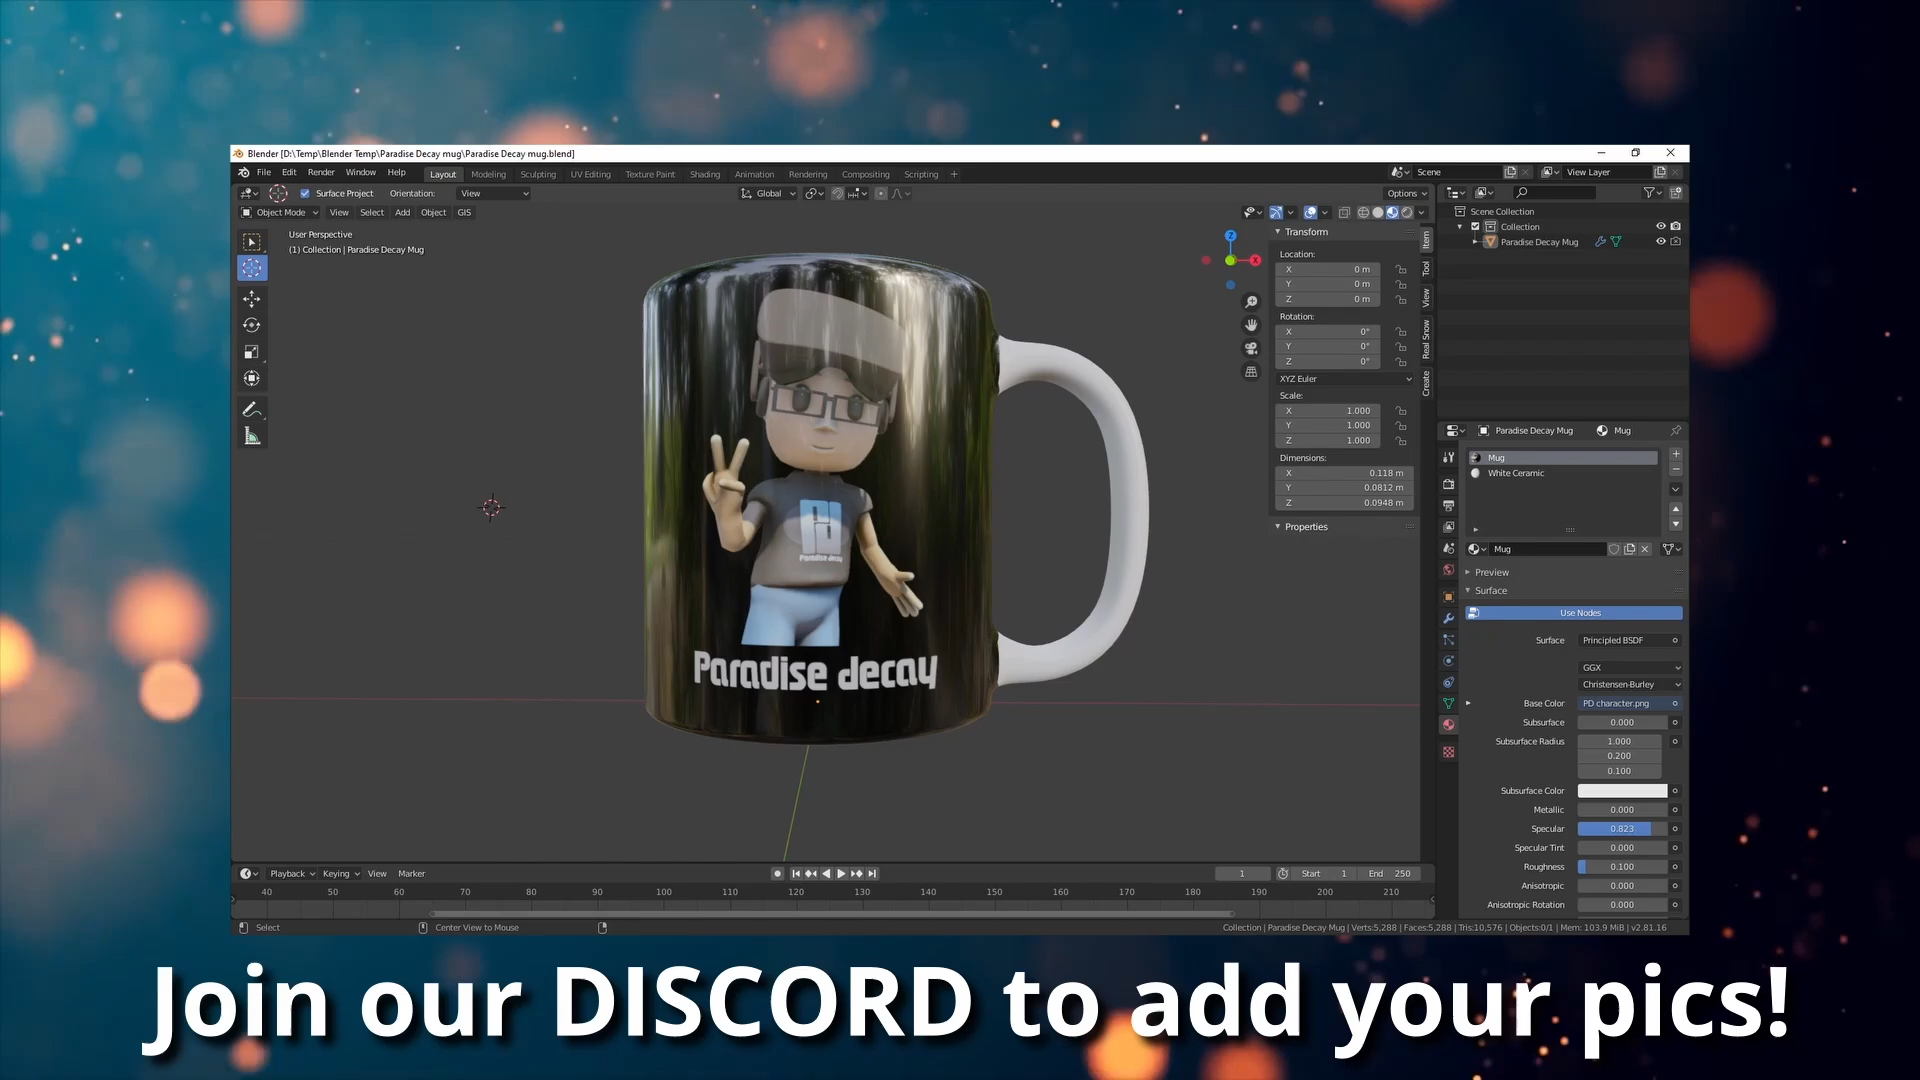 Blender [D:\Temp\Blender Temp\Paradise Decay mug\Paradise Decay mug.blend]
File Edit Render Window Help Layout Modeling Sculpting UV Editing Texture Paint Shading Animation Rendering Compositing Scripting + Scene View Layer
Surface Project Orientation: View Global Options
Object Mode View Select Add Object GIS
User Perspective
(1) Collection | Paradise Decay Mug
Transform
Location:
X 0 m
Y 0 m
Z 0 m
Rotation:
X 0°
Y 0°
Z 0°
XYZ Euler
Scale:
X 1.000
Y 1.000
Z 1.000
Dimensions:
X 0.118 m
Y 0.0812 m
Z 0.0948 m
Properties
Item
Tool
View
Real Snow
Create
Z
X
Paradise decay
Paradise decay
Scene Collection
Collection
Paradise Decay Mug
Paradise Decay Mug Mug
Mug
White Ceramic
Mug
Preview
Surface
Use Nodes
Surface Principled BSDF
GGX
Christensen-Burley
Base Color PD character.png
Subsurface 0.000
Subsurface Radius 1.000
0.200
0.100
Subsurface Color
Metallic 0.000
Specular 0.823
Specular Tint 0.000
Roughness 0.100
Anisotropic 0.000
Anisotropic Rotation 0.000
Playback Keying View Marker 1 Start 1 End 250
40 50 60 70 80 90 100 110 120 130 140 150 160 170 180 190 200 210
Select Center View to Mouse Collection | Paradise Decay Mug | Verts:5,288 | Faces:5,288 | Tris:10,576 | Objects:0/1 | Mem: 103.9 MiB | v2.81.16
Join our DISCORD to add your pics!